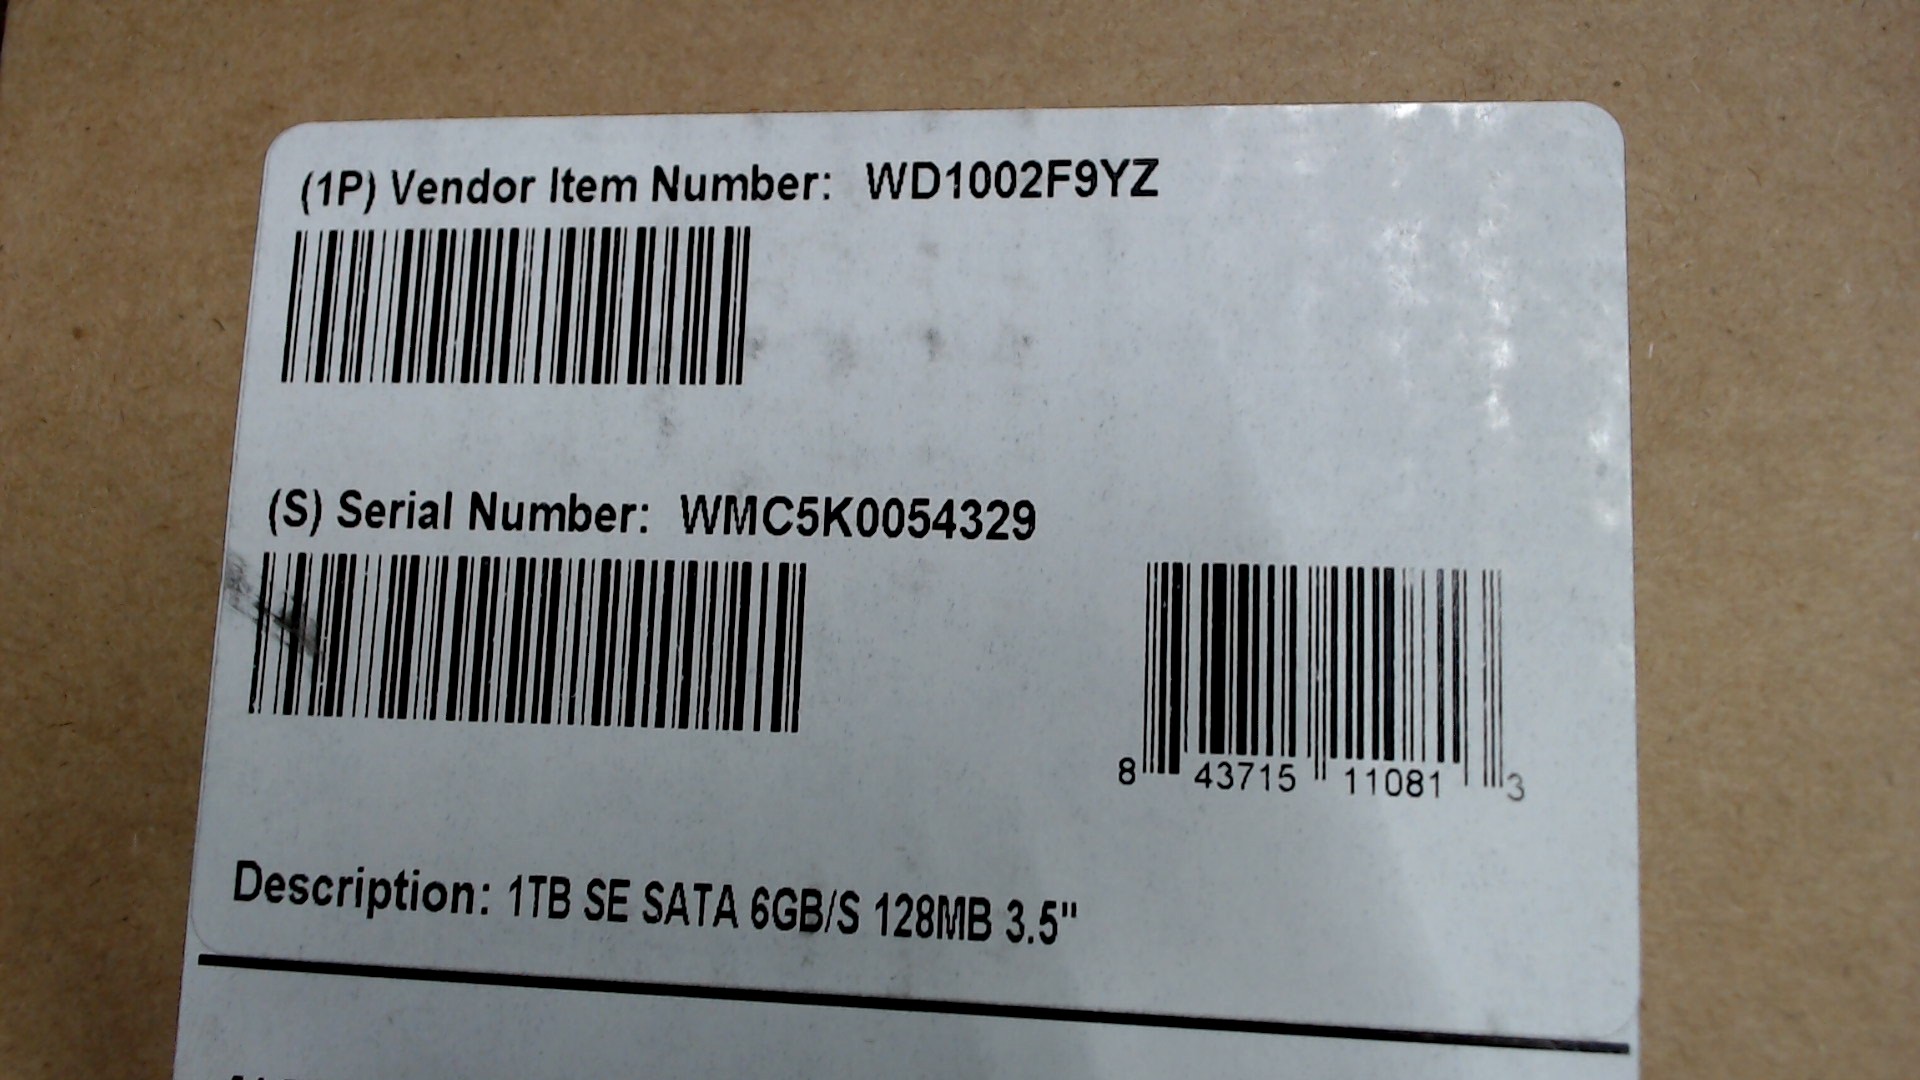 (1P) Vendor Item Number: WD1002F9YZ
(S) Serial Number: WMC5K0054329
8 43715 11081 3
Description: 1TB SE SATA 6GB/S 128MB 3.5"